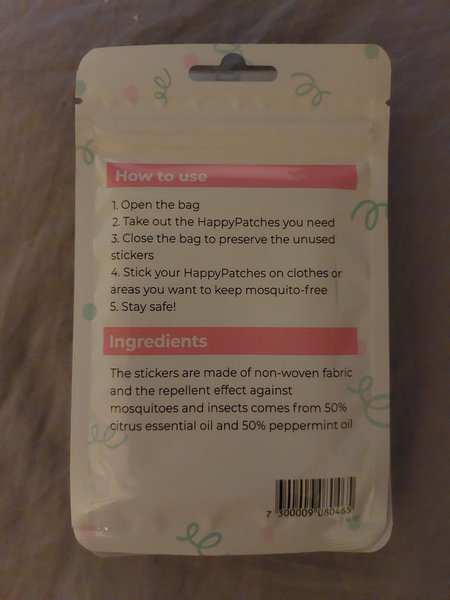 How to use
1. Open the bag
2. Take out the HappyPatches you need
3. Close the bag to preserve the unused
stickers
4. Stick your HappyPatches on clothes or
areas you want to keep mosquito-free
5. Stay safe!
Ingredients
The stickers are made of non-woven fabric
and the repellent effect against
mosquitoes and insects comes from 50%
citrus essential oil and 50% peppermint oil
7 300009 080465